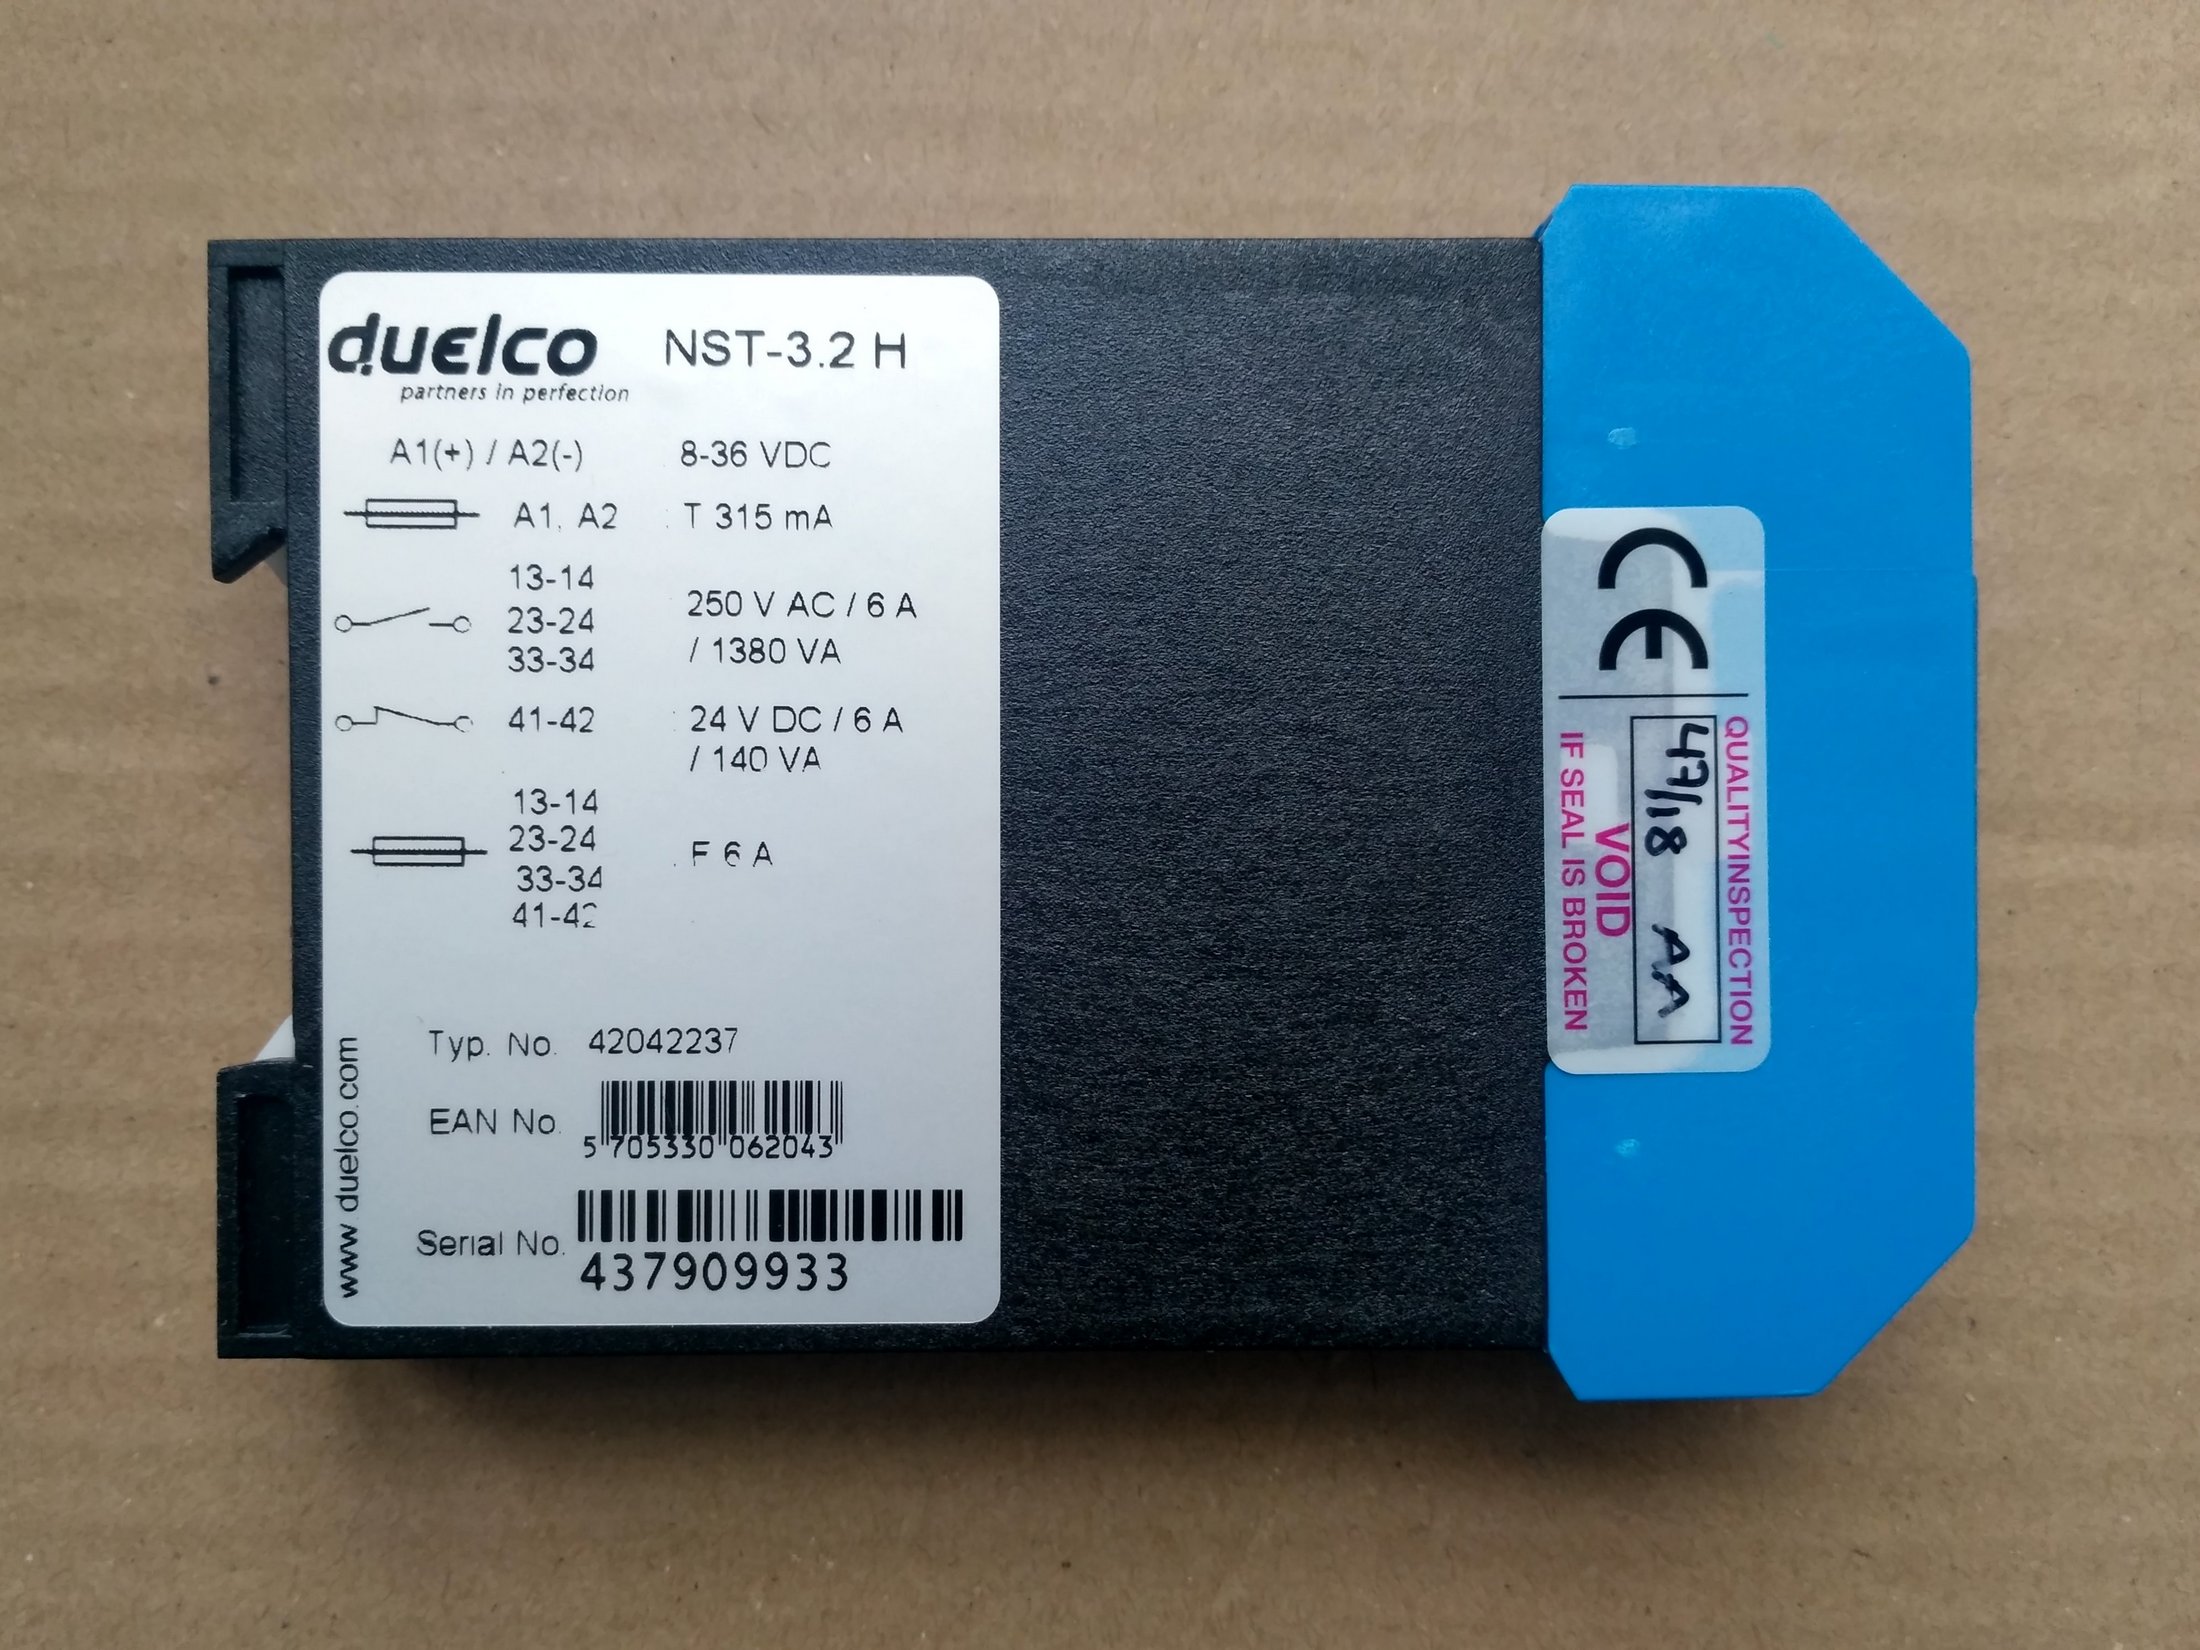 duelco NST-3.2 H
partners in perfection
A1(+) / A2(-) 8-36 VDC
A1, A2 : T 315 mA
13-14
23-24
33-34
250 V AC / 6 A
/ 1380 VA
41-42
: 24 V DC / 6 A
/ 140 VA
13-14
23-24
33-34
41-42
: F 6 A
Typ. No. 42042237
EAN No.
5 705330 062043
Serial No.
437909933
www.duelco.com
CE
QUALITYINSPECTION
47/18 AA
VOID
IF SEAL IS BROKEN